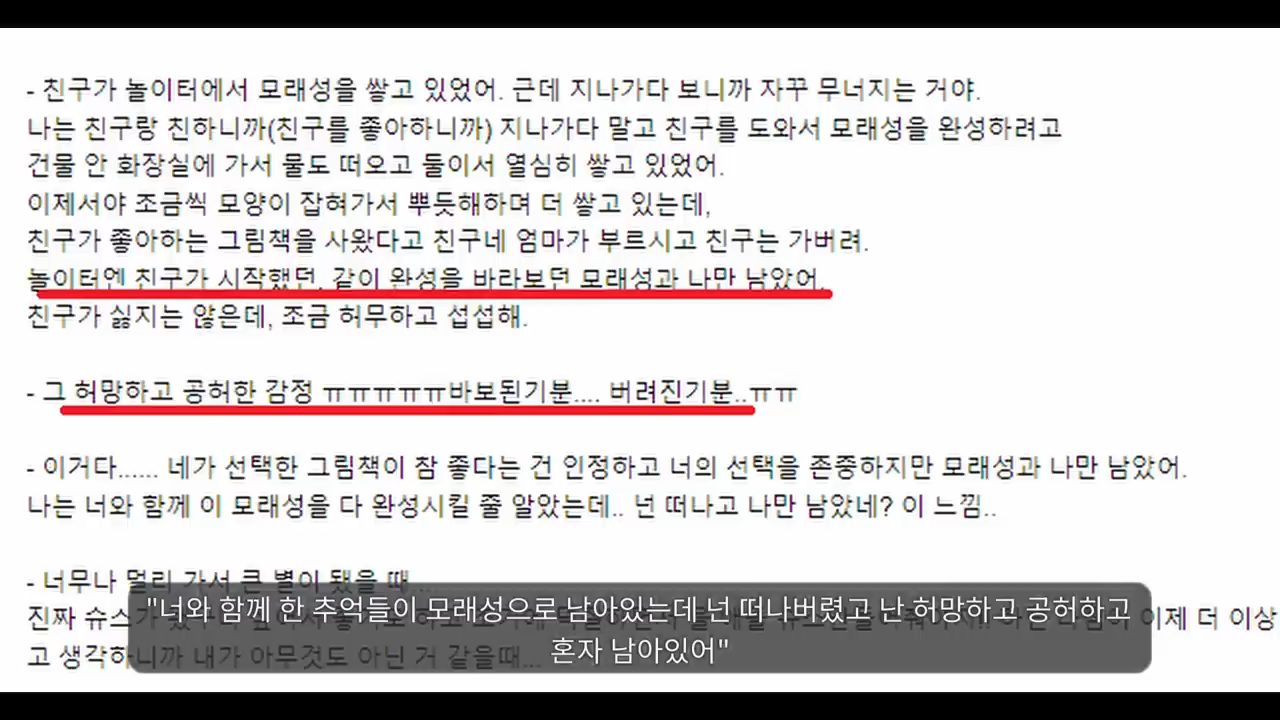 - 친구가 놀이터에서 모래성을 쌓고 있었어. 근데 지나가다 보니까 자꾸 무너지는 거야.
나는 친구랑 친하니까(친구를 좋아하니까) 지나가다 말고 친구를 도와서 모래성을 완성하려고
건물 안 화장실에 가서 물도 떠오고 둘이서 열심히 쌓고 있었어.
이제서야 조금씩 모양이 잡혀가서 뿌듯해하며 더 쌓고 있는데,
친구가 좋아하는 그림책을 사왔다고 친구네 엄마가 부르시고 친구는 가버려.
놀이터엔 친구가 시작했던, 같이 완성을 바라보던 모래성과 나만 남았어.
친구가 싫지는 않은데, 조금 허무하고 섭섭해.
- 그 허망하고 공허한 감정 ㅠㅠㅠㅠㅠ바보된기분.... 버려진기분..ㅠㅠ
- 이거다...... 네가 선택한 그림책이 참 좋다는 건 인정하고 너의 선택을 존중하지만 모래성과 나만 남았어.
나는 너와 함께 이 모래성을 다 완성시킬 줄 알았는데.. 넌 떠나고 나만 남았네? 이 느낌..
- 너무나 멀리 가서 큰 별이 됐을 때....
진짜 이제 더 이상
고 생각하니까 내가 아무것도 아닌 거 같을때...
"너와 함께 한 추억들이 모래성으로 남아있는데 넌 떠나버렸고 난 허망하고 공허하고
혼자 남아있어"